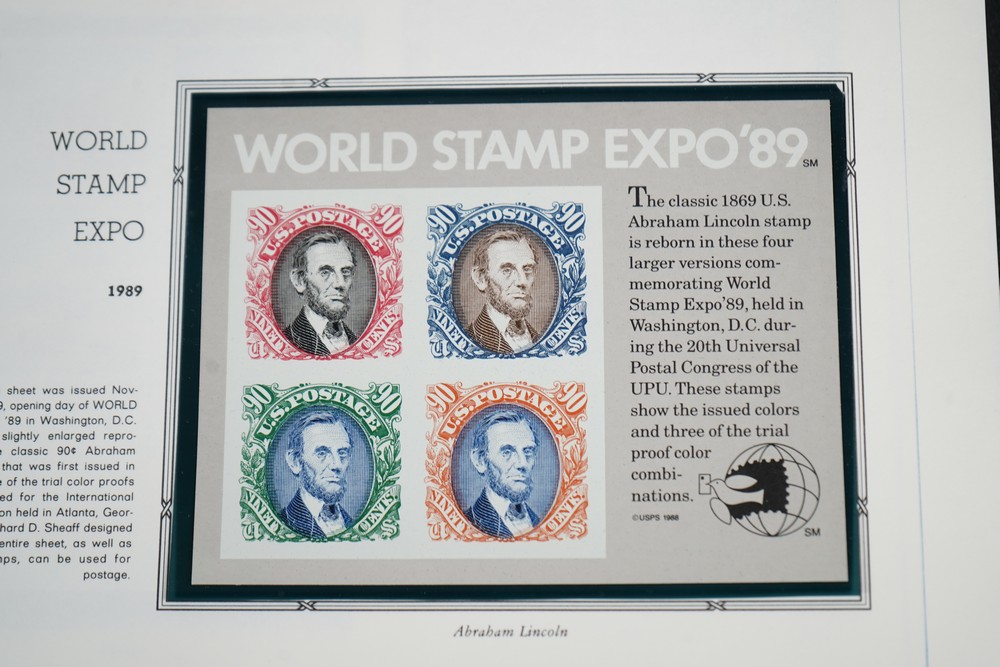 WORLD
STAMP
EXPO
1989
sheet was issued Nov-
9, opening day of WORLD
'89 in Washington, D.C.
slightly enlarged repro-
classic 90¢ Abraham
that was first issued in
of the trial color proofs
ed for the International
on held in Atlanta, Geor-
hard D. Sheaff designed
entire sheet, as well as
mps, can be used for
postage.
WORLD STAMP EXPO'89 SM
90 90
U.S. POSTAGE.
NINETY CENTS.
U S
90 90
U.S. POSTAGE.
NINETY CENTS.
U S
90 90
U.S. POSTAGE.
NINETY CENTS.
U S
90 90
U.S. POSTAGE.
NINETY CENTS.
U S
The classic 1869 U.S.
Abraham Lincoln stamp
is reborn in these four
larger versions com-
memorating World
Stamp Expo'89, held in
Washington, D.C. dur-
ing the 20th Universal
Postal Congress of the
UPU. These stamps
show the issued colors
and three of the trial
proof color
combi-
nations.
©USPS 1988
SM
Abraham Lincoln